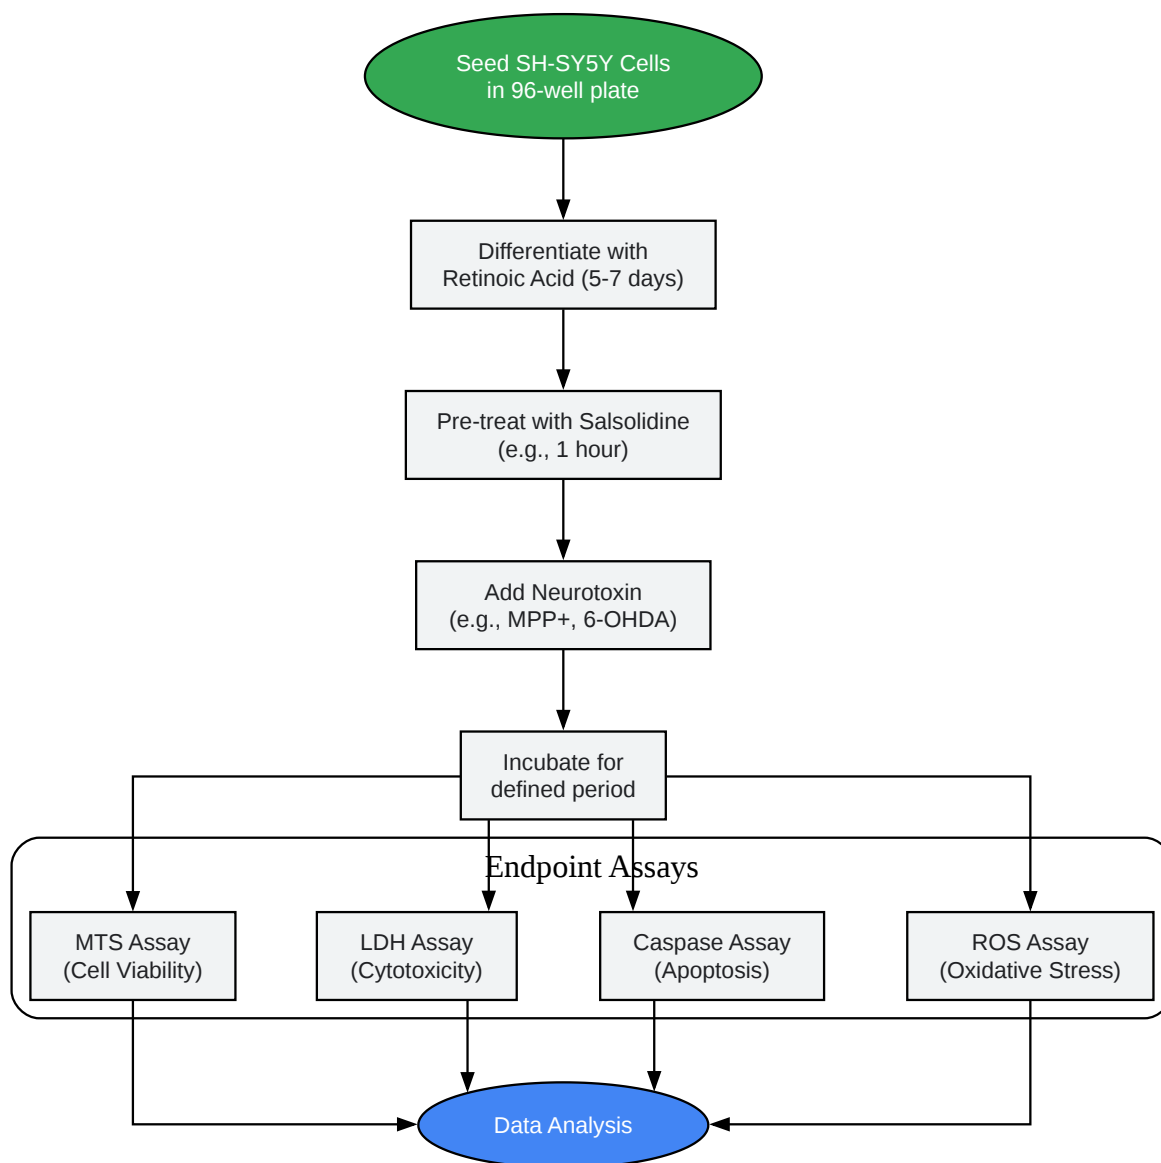 Seed SH-SY5Y Cells
in 96-well plate
Differentiate with
Retinoic Acid (5-7 days)
Pre-treat with Salsolidine
(e.g., 1 hour)
Add Neurotoxin
(e.g., MPP+, 6-OHDA)
Incubate for
defined period
Endpoint Assays
MTS Assay
(Cell Viability)
LDH Assay
(Cytotoxicity)
Caspase Assay
(Apoptosis)
ROS Assay
(Oxidative Stress)
Data Analysis